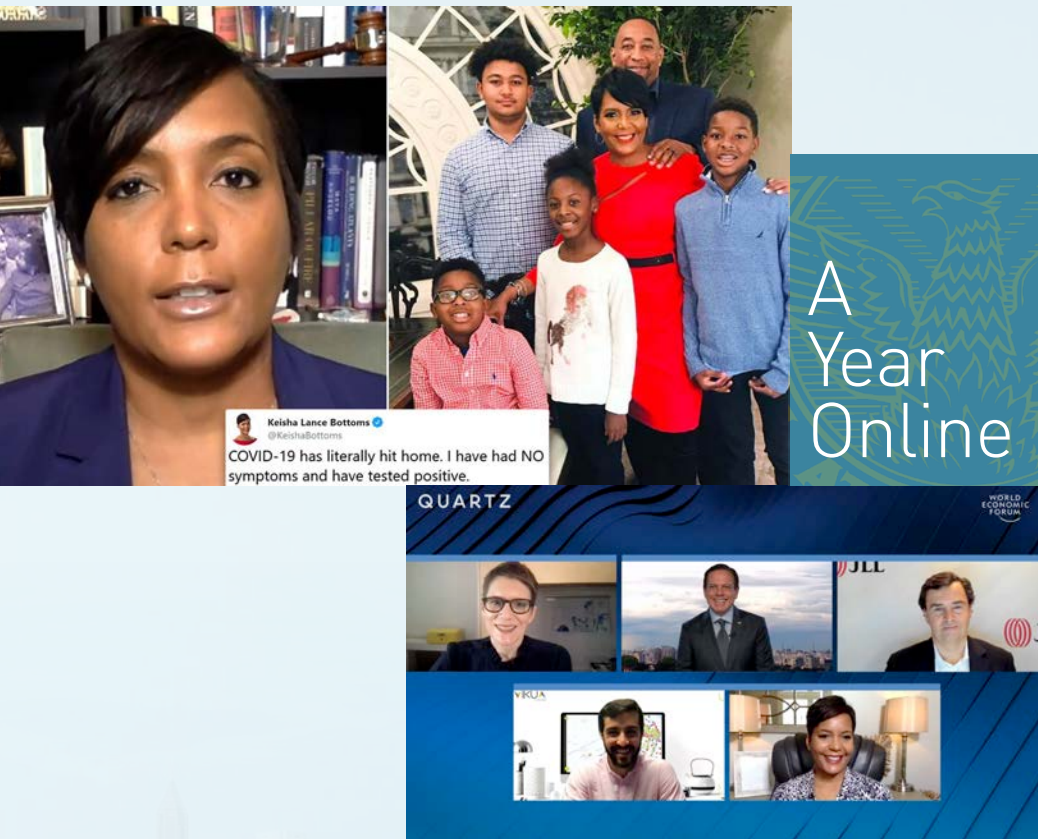 Keisha Lance Bottoms
@KeishaBottoms
COVID-19 has literally hit home. I have had NO
symptoms and have tested positive.
A
Year
Online
QUARTZ
WORLD
ECONOMIC
FORUM
JLL